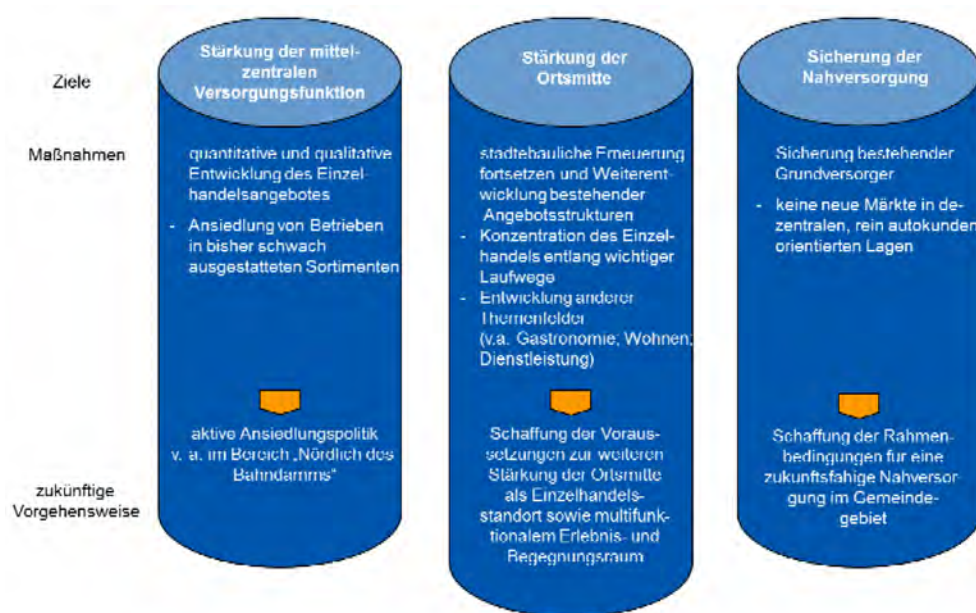 Ziele
Stärkung der mittel-
zentralen
Versorgungsfunktion
Stärkung der
Ortsmitte
Sicherung der
Nahversorgung
Maßnahmen
quantitative und qualitative
Entwicklung des Einzel-
handelsangebotes
- Ansiedlung von Betrieben
in bisher schwach
ausgestatteten Sortimenten
städtebauliche Erneuerung
fortsetzen und Weiterent-
wicklung bestehender
Angebotsstrukturen
- Konzentration des Einzel-
handels entlang wichtiger
Laufwege
- Entwicklung anderer
Themenfelder
(v.a. Gastronomie; Wohnen;
Dienstleistung)
Sicherung bestehender
Grundversorger
- keine neue Märkte in de-
zentralen, rein autokunden
orientierten Lagen
zukünftige
Vorgehensweise
aktive Ansiedlungspolitik
v. a. im Bereich „Nördlich des
Bahndamms“
Schaffung der Voraus-
setzungen zur weiteren
Stärkung der Ortsmitte
als Einzelhandels-
standort sowie multifunk-
tionalem Erlebnis- und
Begegnungsraum
Schaffung der Rahmen-
bedingungen für eine
zukunftsfähige Nahversor-
gung im Gemeinde-
gebiet